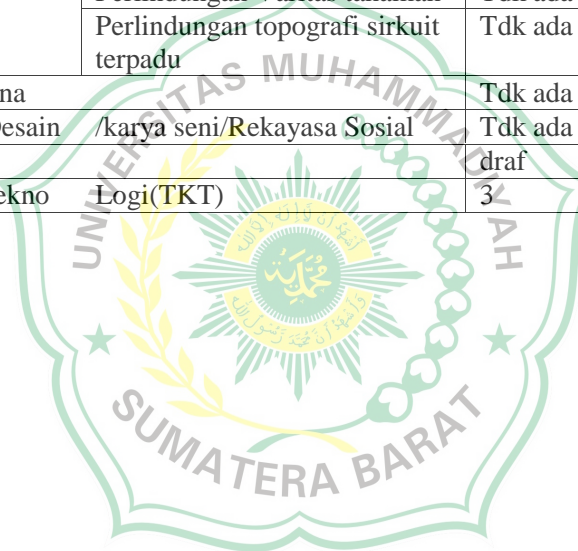 Perlindungan topografi sirkuit Tdk ada
terpadu
na Tdk ada
esain /karya seni/Rekayasa Sosial Tdk ada
draf
ekno Logi(TKT) 3
UNIVERSITAS MUHAMMADIYAH
SUMATERA BARAT